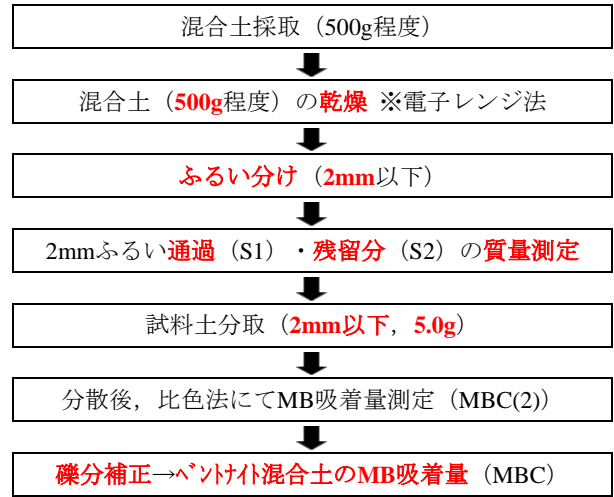 混合土採取（500g程度）
混合土（500g程度）の乾燥 ※電子レンジ法
ふるい分け（2mm以下）
2mmふるい通過（S1）・残留分（S2）の質量測定
試料土分取（2mm以下，5.0g）
分散後，比色法にてMB吸着量測定（MBC(2)）
礫分補正→ﾍﾞﾝﾄﾅｲﾄ混合土のMB吸着量（MBC）